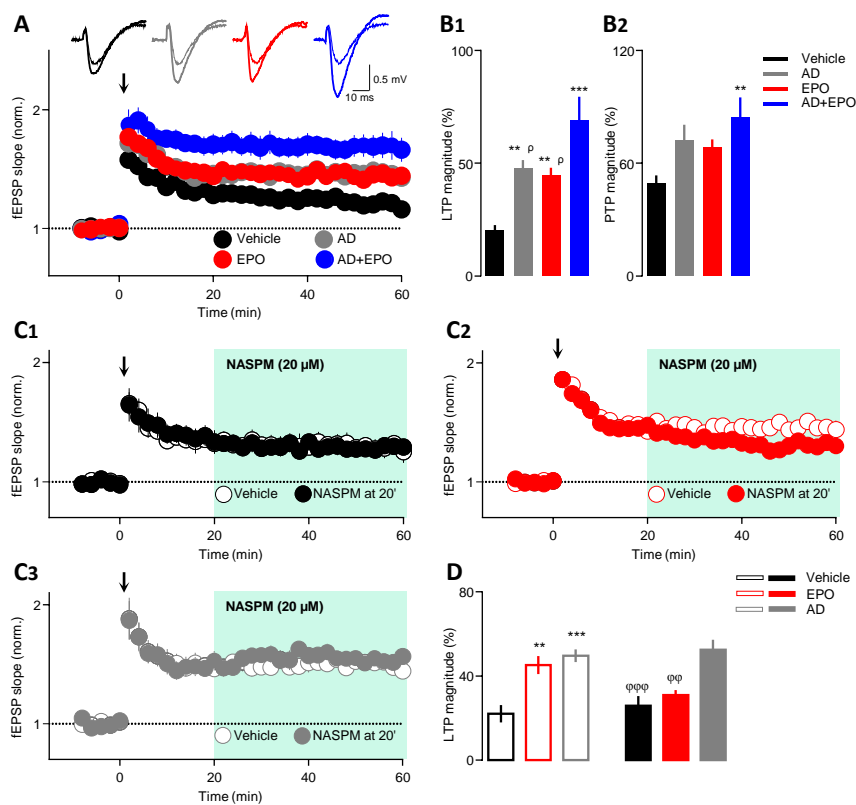 A
B1
B2
0.5 mV
10 ms
fEPSP slope (norm.)
2
1
Vehicle
AD
EPO
AD+EPO
0
20
40
60
Time (min)
LTP magnitude (%)
100
50
0
** ρ
** ρ
***
PTP magnitude (%)
120
60
0
**
Vehicle
AD
EPO
AD+EPO
C1
fEPSP slope (norm.)
2
1
NASPM (20 µM)
Vehicle
NASPM at 20'
0
20
40
60
Time (min)
C2
fEPSP slope (norm.)
2
1
NASPM (20 µM)
Vehicle
NASPM at 20'
0
20
40
60
Time (min)
C3
fEPSP slope (norm.)
2
1
NASPM (20 µM)
Vehicle
NASPM at 20'
0
20
40
60
Time (min)
D
LTP magnitude (%)
80
40
0
**
***
φφφ
φφ
Vehicle
EPO
AD